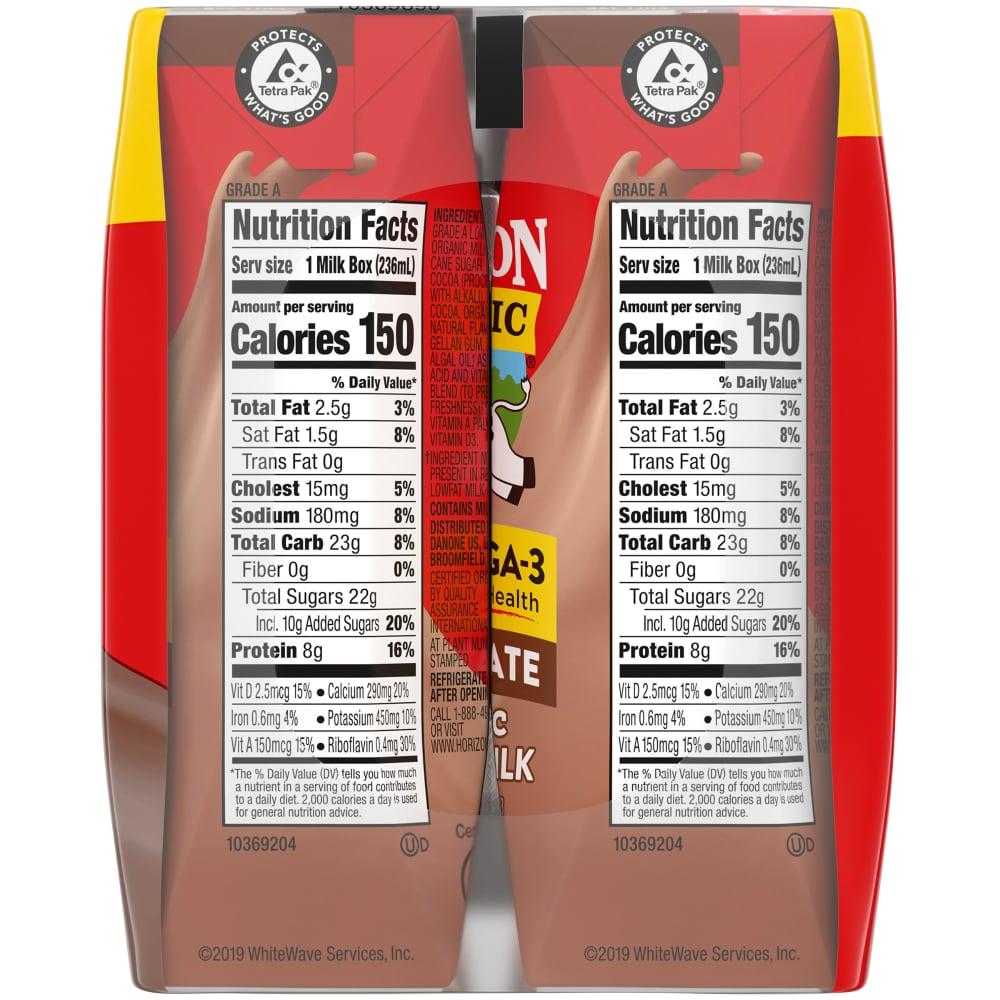 PROTECTS
Tetra Pak®
WHAT'S GOOD
GRADE A
Nutrition Facts
Serv size 1 Milk Box (236mL)
Amount per serving
Calories 150
% Daily Value*
Total Fat 2.5g 3%
Sat Fat 1.5g 8%
Trans Fat 0g
Cholest 15mg 5%
Sodium 180mg 8%
Total Carb 23g 8%
Fiber 0g 0%
Total Sugars 22g
Incl. 10g Added Sugars 20%
Protein 8g 16%
Vit D 2.5mcg 15% • Calcium 290mg 20%
Iron 0.6mg 4% • Potassium 450mg 10%
Vit A 150mcg 15% • Riboflavin 0.4mg 30%
*The % Daily Value (DV) tells you how much
a nutrient in a serving of food contributes
to a daily diet. 2,000 calories a day is used
for general nutrition advice.
10369204
UD
©2019 WhiteWave Services, Inc.
INGREDIENT
GRADE A LO
ORGANIC MIL
CANE SUGAR
COCOA (PROC
WITH ALKALI
COCOA, ORGA
NATURAL FLA
GELLAN GUM,
ALGAL OIL, AS
ACID AND VITA
BLEND (TO PR
FRESHNESS)
VITAMIN A PAL
VITAMIN D3.
†INGREDIENT N
PRESENT IN RE
LOWFAT MILK
CONTAINS MIL
DISTRIBUTED
DANONE US,
BROOMFIELD
CERTIFIED ORG
BY QUALITY
ASSURANCE
INTERNATIONA
AT PLANT NUM
STAMPED
REFRIGERATE
AFTER OPENIN
CALL 1-888-49
OR VISIT
WWW.HORIZO
ON
IC
®
GA-3
Health
ATE
C
ILK
Cer
PROTECTS
Tetra Pak®
WHAT'S GOOD
GRADE A
Nutrition Facts
Serv size 1 Milk Box (236mL)
Amount per serving
Calories 150
% Daily Value*
Total Fat 2.5g 3%
Sat Fat 1.5g 8%
Trans Fat 0g
Cholest 15mg 5%
Sodium 180mg 8%
Total Carb 23g 8%
Fiber 0g 0%
Total Sugars 22g
Incl. 10g Added Sugars 20%
Protein 8g 16%
Vit D 2.5mcg 15% • Calcium 290mg 20%
Iron 0.6mg 4% • Potassium 450mg 10%
Vit A 150mcg 15% • Riboflavin 0.4mg 30%
*The % Daily Value (DV) tells you how much
a nutrient in a serving of food contributes
to a daily diet. 2,000 calories a day is used
for general nutrition advice.
10369204
UD
©2019 WhiteWave Services, Inc.